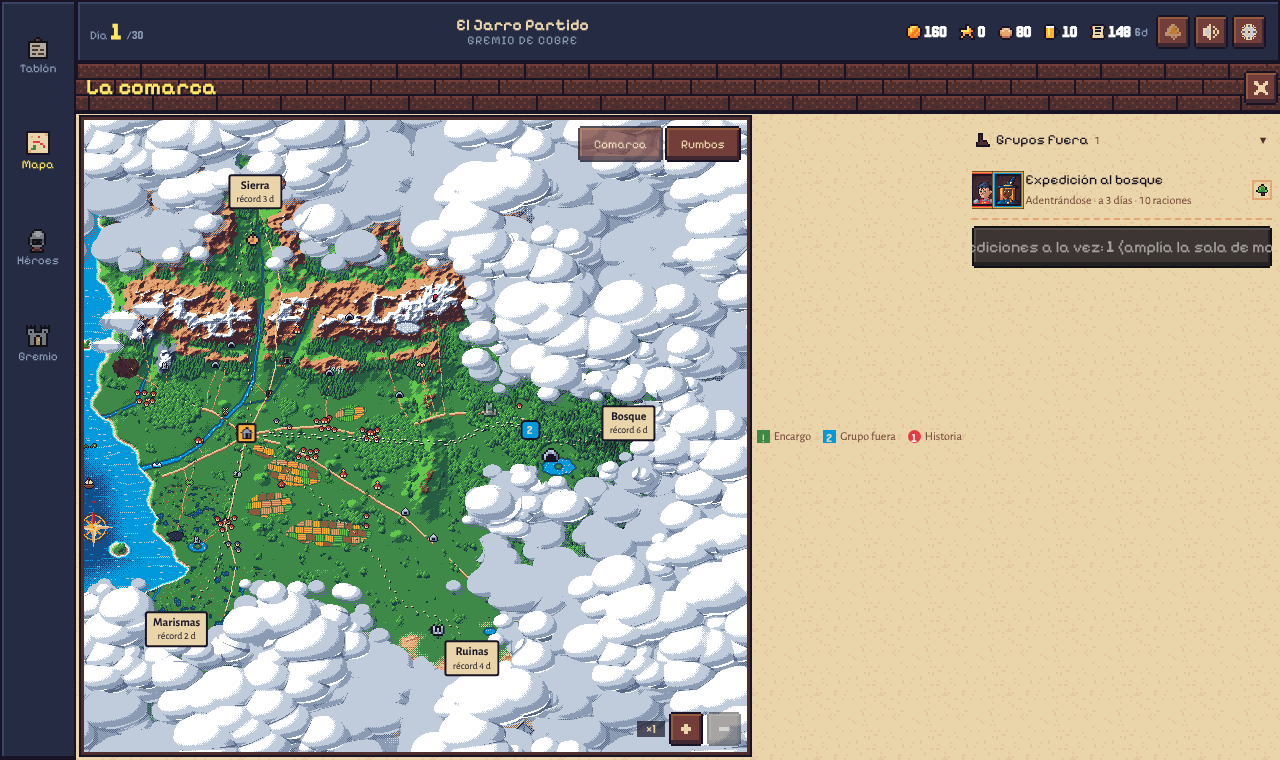 Día 1 /30
El Jarro Partido
GREMIO DE COBRE
160
0
80
10
148 6d
Tablón
Mapa
Héroes
Gremio
La comarca
Comarca
Rumbos
Sierra
récord 3 d
Bosque
récord 6 d
2
Marismas
récord 2 d
Ruinas
récord 4 d
×1
! Encargo
2 Grupo fuera
1 Historia
Grupos fuera 1
Expedición al bosque
Adentrándose · a 3 días · 10 raciones
diciones a la vez: 1 (amplía la sala de ma